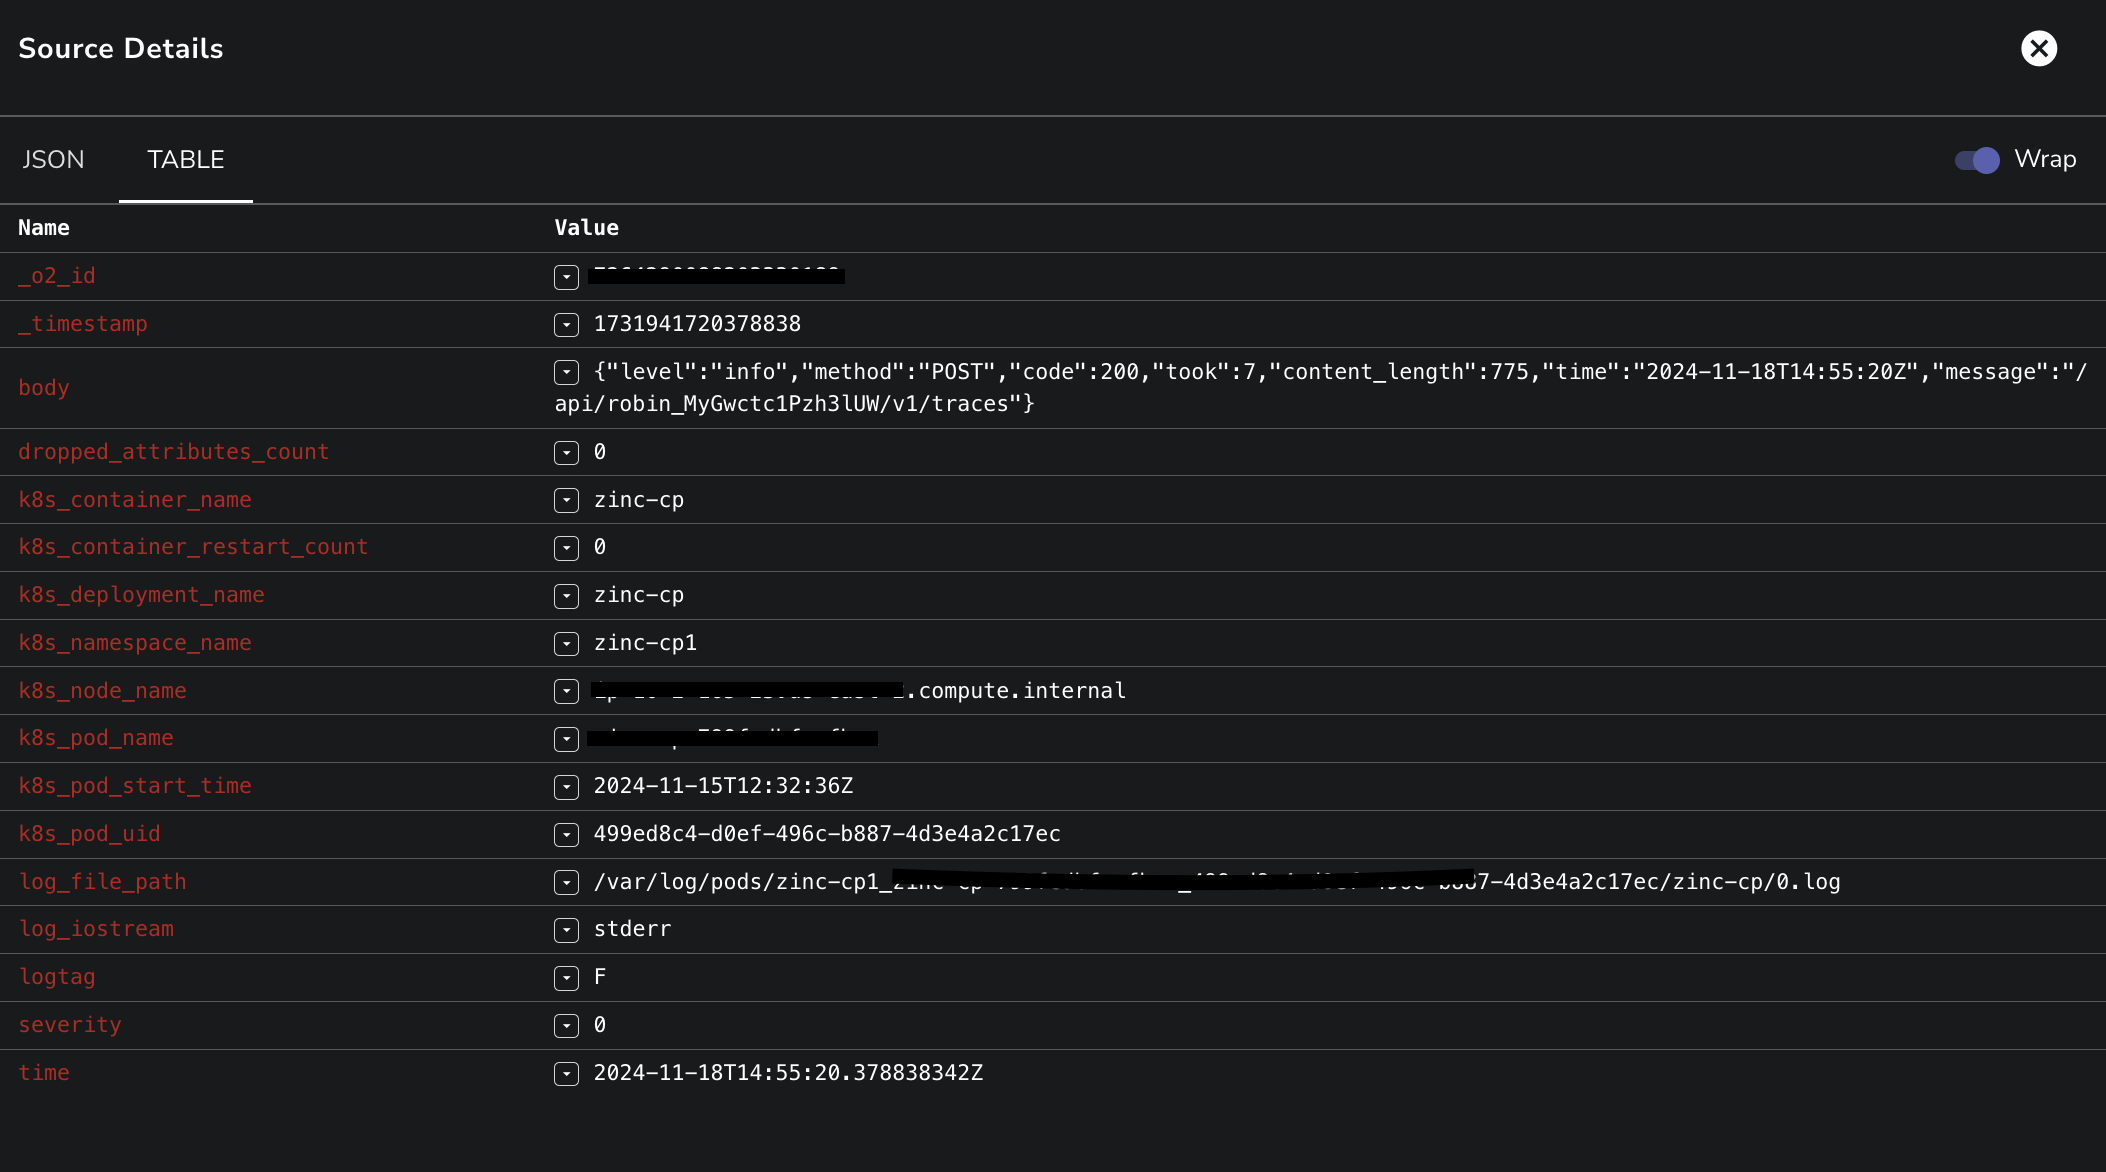 Source Details
JSON TABLE Wrap
Name Value
_o2_id
_timestamp 1731941720378838
body {"level":"info","method":"POST","code":200,"took":7,"content_length":775,"time":"2024-11-18T14:55:20Z","message":"/
api/robin_MyGwctc1Pzh3lUW/v1/traces"}
dropped_attributes_count 0
k8s_container_name zinc-cp
k8s_container_restart_count 0
k8s_deployment_name zinc-cp
k8s_namespace_name zinc-cp1
k8s_node_name .compute.internal
k8s_pod_name
k8s_pod_start_time 2024-11-15T12:32:36Z
k8s_pod_uid 499ed8c4-d0ef-496c-b887-4d3e4a2c17ec
log_file_path /var/log/pods/zinc-cp1_ 7-4d3e4a2c17ec/zinc-cp/0.log
log_iostream stderr
logtag F
severity 0
time 2024-11-18T14:55:20.378838342Z